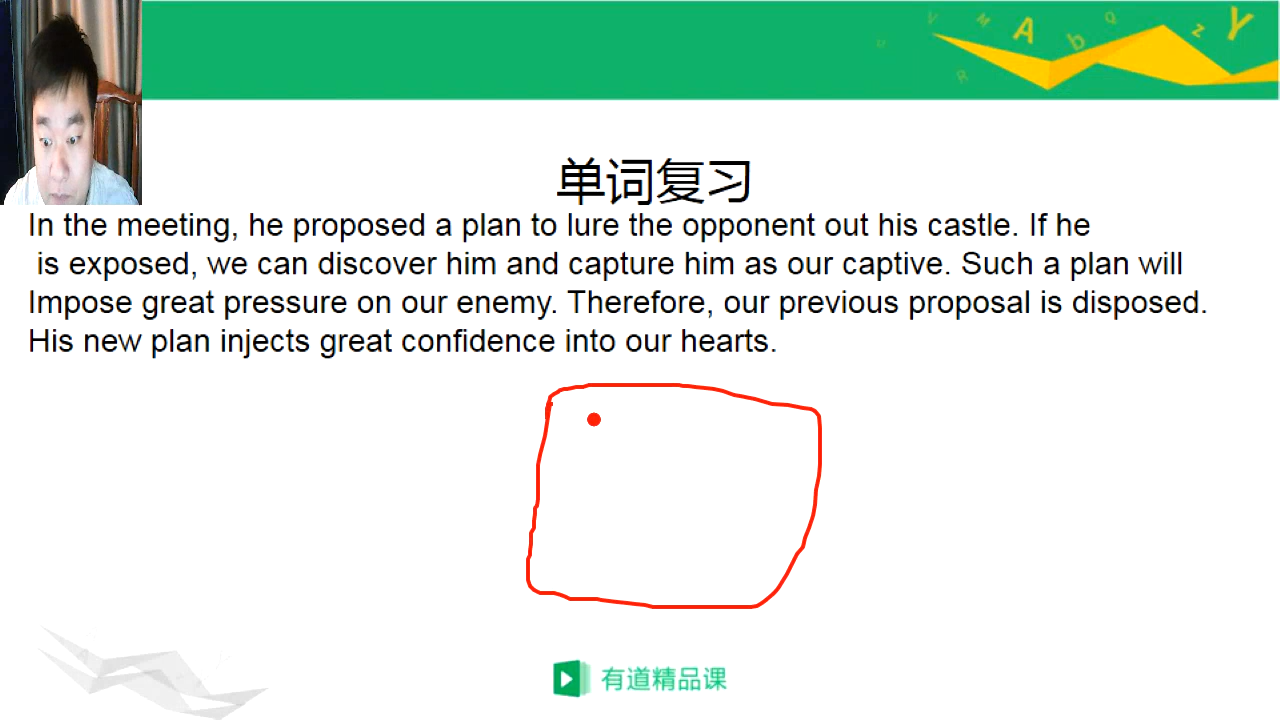 单词复习
In the meeting, he proposed a plan to lure the opponent out his castle. If he
is exposed, we can discover him and capture him as our captive. Such a plan will
Impose great pressure on our enemy. Therefore, our previous proposal is disposed.
His new plan injects great confidence into our hearts.
有道精品课